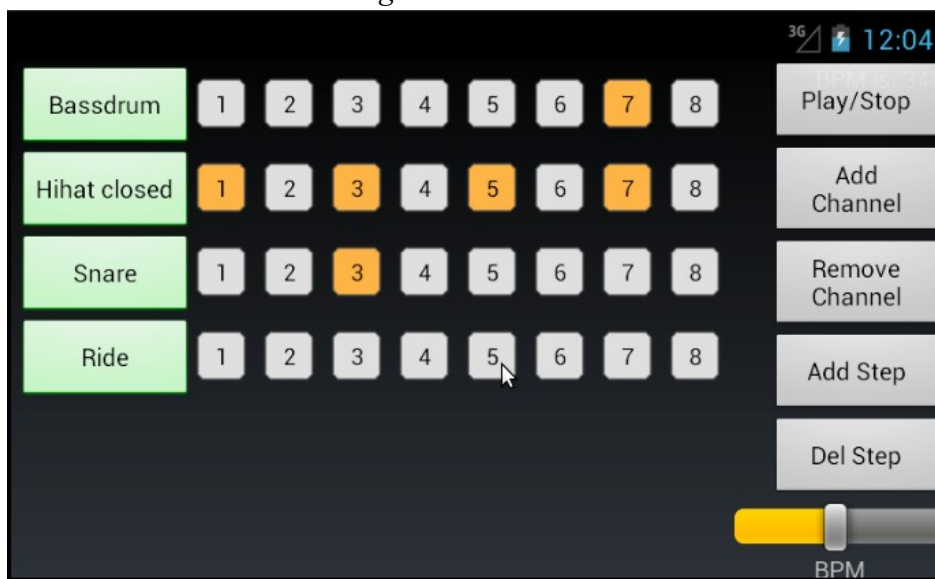 3G 12:04
Bassdrum 1 2 3 4 5 6 7 8 Play/Stop
Hihat closed 1 2 3 4 5 6 7 8 Add
Channel
Snare 1 2 3 4 5 6 7 8 Remove
Channel
Ride 1 2 3 4 5 6 7 8 Add Step
Del Step
BPM